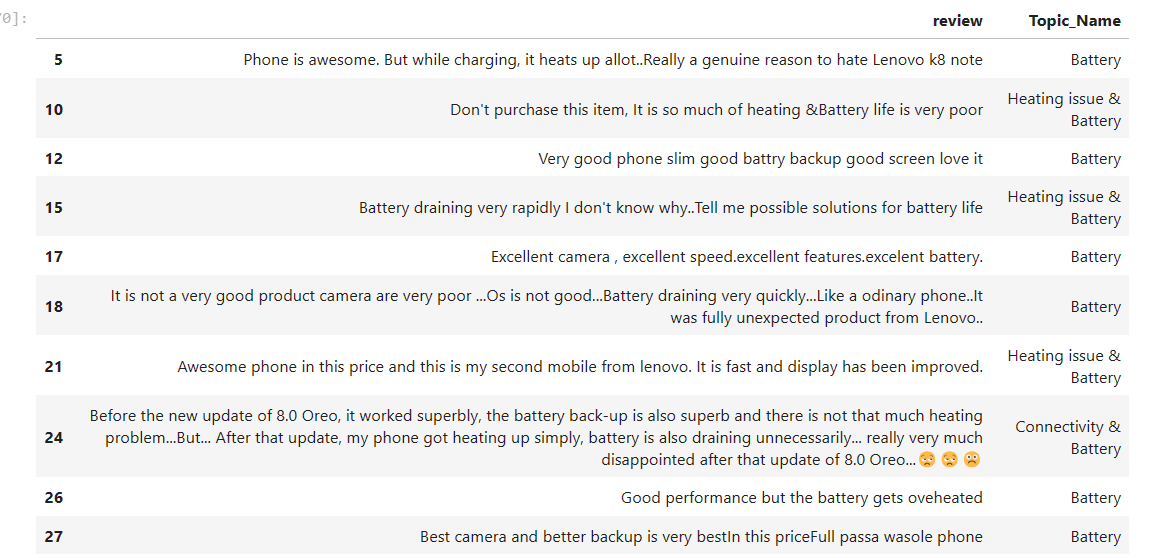 70]:
review Topic_Name
5 Phone is awesome. But while charging, it heats up allot..Really a genuine reason to hate Lenovo k8 note Battery
10 Don't purchase this item, It is so much of heating &Battery life is very poor Heating issue &
Battery
12 Very good phone slim good battry backup good screen love it Battery
15 Battery draining very rapidly I don't know why..Tell me possible solutions for battery life Heating issue &
Battery
17 Excellent camera , excellent speed.excellent features.excelent battery. Battery
It is not a very good product camera are very poor ...Os is not good...Battery draining very quickly...Like a odinary phone..It
18 was fully unexpected product from Lenovo.. Battery
21 Awesome phone in this price and this is my second mobile from lenovo. It is fast and display has been improved. Heating issue &
Battery
Before the new update of 8.0 Oreo, it worked superbly, the battery back-up is also superb and there is not that much heating
24 problem...But... After that update, my phone got heating up simply, battery is also draining unnecessarily... really very much Connectivity &
disappointed after that update of 8.0 Oreo...😳 😒 ☹️ Battery
26 Good performance but the battery gets oveheated Battery
27 Best camera and better backup is very bestIn this priceFull passa wasole phone Battery